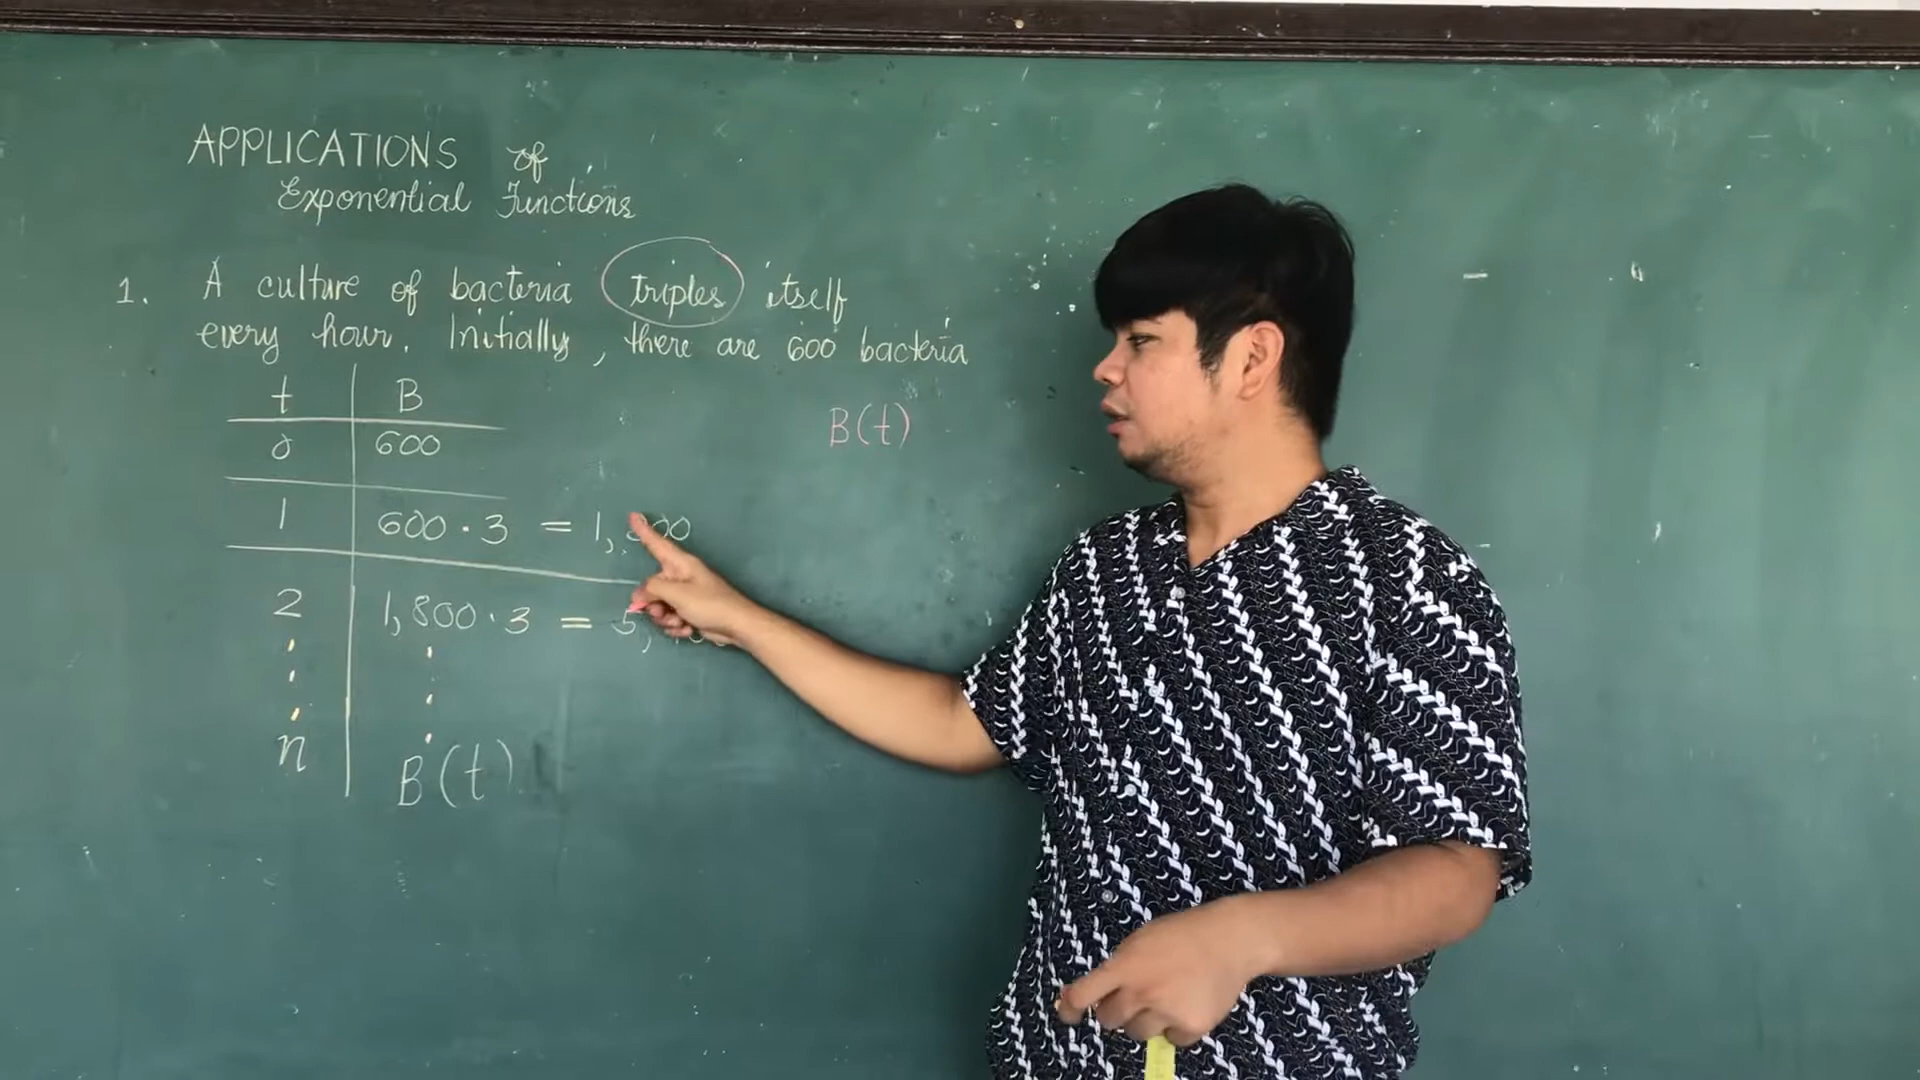 APPLICATIONS of
Exponential Functions
1. A culture of bacteria triples itself
every hour. Initially, there are 600 bacteria
t B
B(t)
0 600
1 600 · 3 =
2 1,800 · 3 =
n B(t)